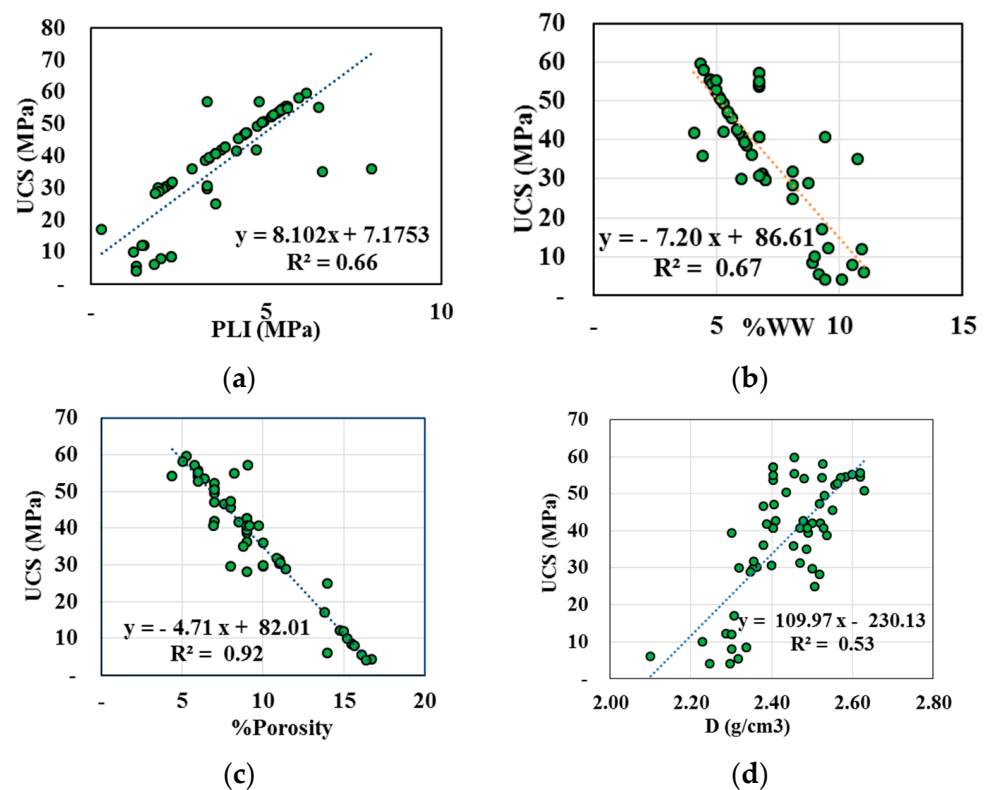 80
70
60
50
40
30
20
10
-
UCS (MPa)
y = 8.102x + 7.1753
R² = 0.66
- 5 10
PLI (MPa)
(a)
70
60
50
40
30
20
10
-
UCS (MPa)
y = - 7.20 x + 86.61
R² = 0.67
- 5 10 15
%WW
(b)
70
60
50
40
30
20
10
-
UCS (MPa)
y = - 4.71 x + 82.01
R² = 0.92
- 5 10 15 20
%Porosity
(c)
70
60
50
40
30
20
10
-
UCS (MPa)
y = 109.97 x - 230.13
R² = 0.53
2.00 2.20 2.40 2.60 2.80
D (g/cm3)
(d)